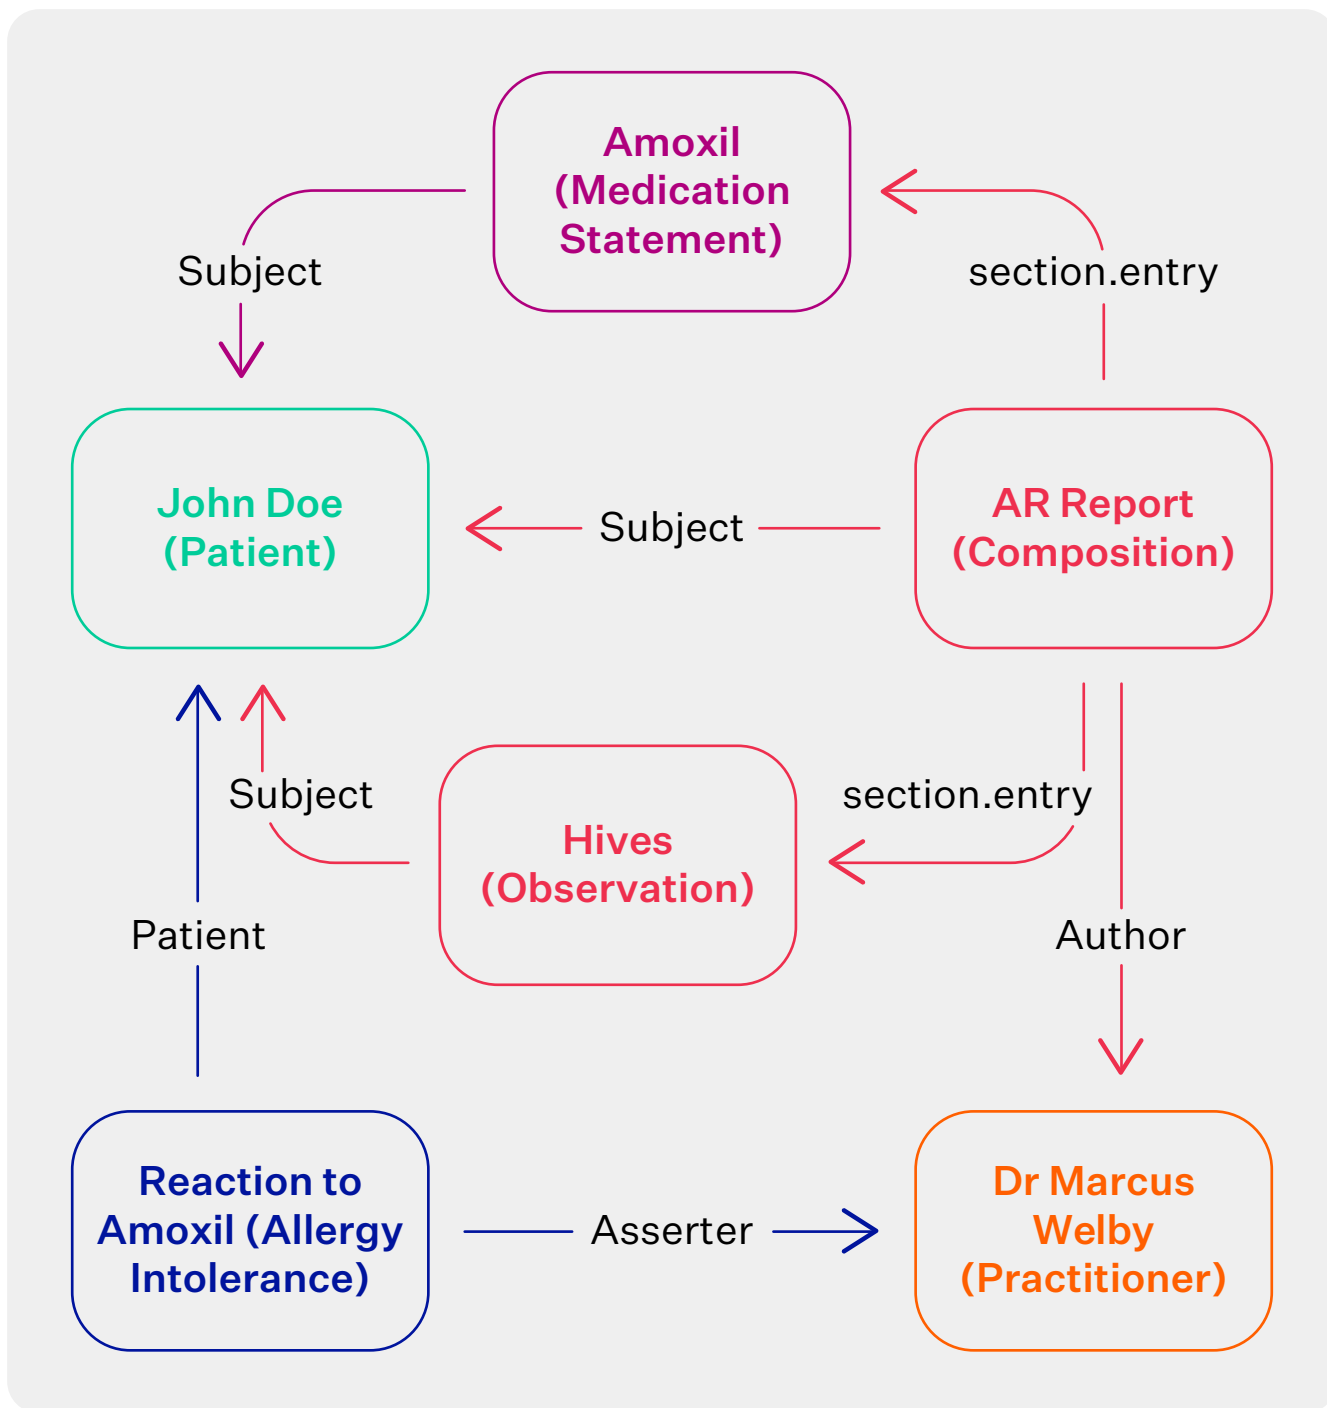 Amoxil
(Medication
Statement)
Subject
section.entry
John Doe
(Patient)
Subject
AR Report
(Composition)
Subject
section.entry
Hives
(Observation)
Patient
Author
Reaction to
Amoxil (Allergy
Intolerance)
Asserter
Dr Marcus
Welby
(Practitioner)